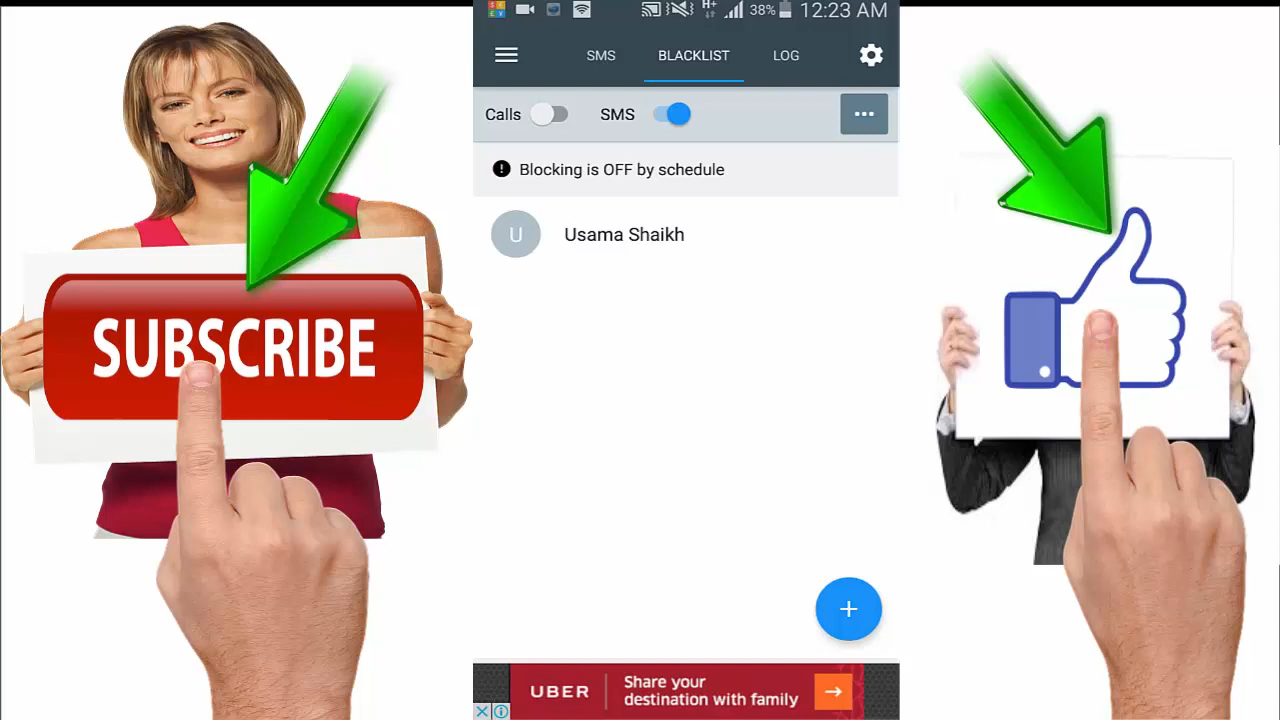 38% 12:23 AM
SMS BLACKLIST LOG
Calls SMS
Blocking is OFF by schedule
U Usama Shaikh
SUBSCRIBE
UBER Share your
destination with family